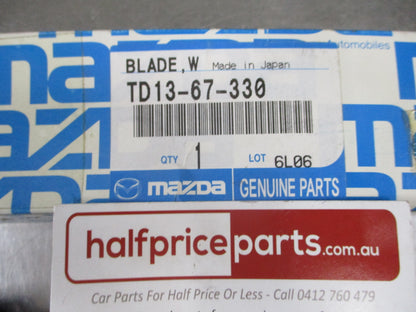 Automobiles
BLADE,W Made in Japan
TD13-67-330
QTY 1 LOT 6L06
mazda GENUINE PARTS
halfpriceparts.com.au
Car Parts For Half Price Or Less - Call 0412 760 479